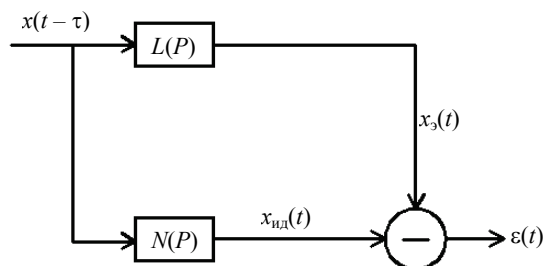 x(t – τ)
L(P)
xэ(t)
N(P)
xид(t)
–
ε(t)